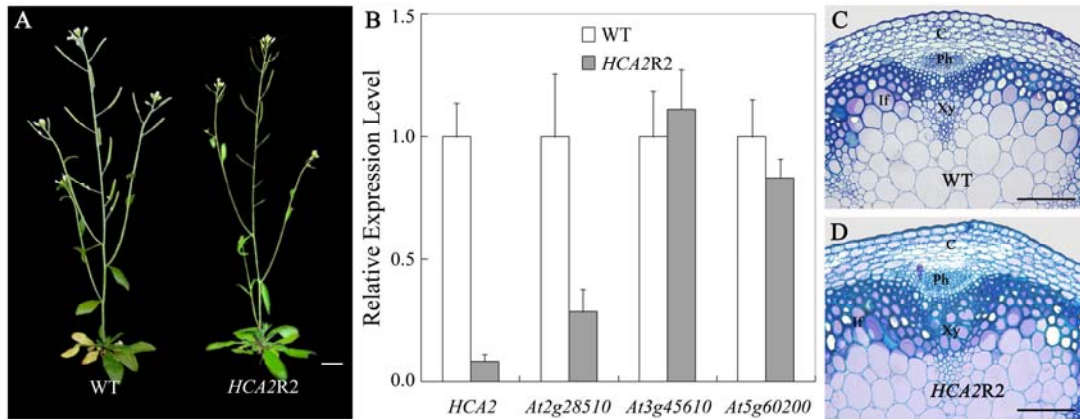 A
WT
HCA2R2
B
Relative Expression Level
1.5
1.0
0.5
0.0
WT
HCA2R2
HCA2 At2g28510 At3g45610 At5g60200
C
C
Ph
If
Xy
WT
D
C
Ph
If
Xy
HCA2R2